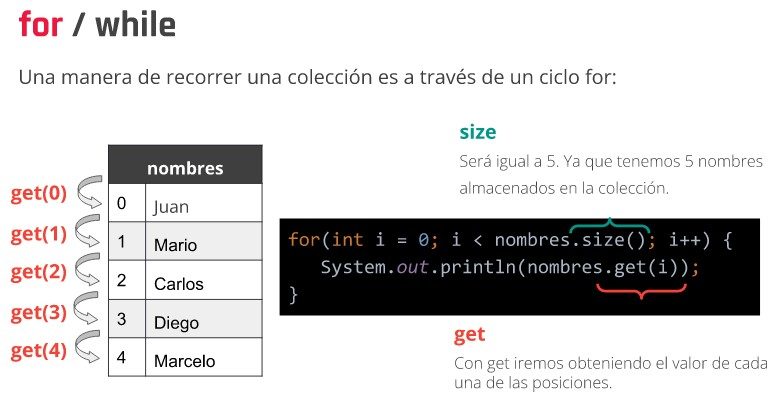 for / while
Una manera de recorrer una colección es a través de un ciclo for:
size
Será igual a 5. Ya que tenemos 5 nombres
almacenados en la colección.
nombres
get(0)
0 Juan
get(1)
1 Mario
get(2)
2 Carlos
get(3)
3 Diego
get(4)
4 Marcelo
for(int i = 0; i < nombres.size(); i++) {
System.out.println(nombres.get(i));
}
get
Con get iremos obteniendo el valor de cada
una de las posiciones.